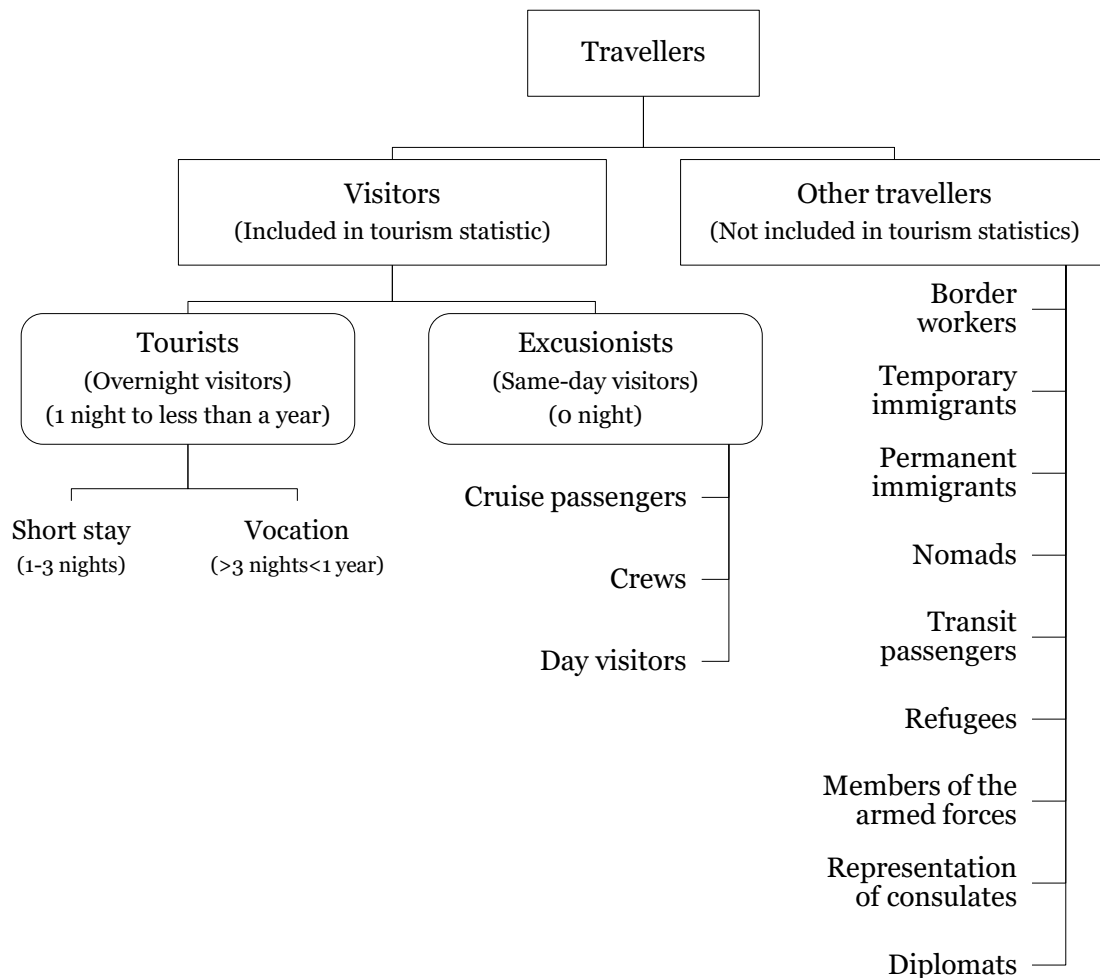 Travellers
Visitors
(Included in tourism statistic)
Other travellers
(Not included in tourism statistics)
Tourists
(Overnight visitors)
(1 night to less than a year)
Excusionists
(Same-day visitors)
(0 night)
Short stay
(1-3 nights)
Vocation
(>3 nights<1 year)
Cruise passengers
Crews
Day visitors
Border
workers
Temporary
immigrants
Permanent
immigrants
Nomads
Transit
passengers
Refugees
Members of the
armed forces
Representation
of consulates
Diplomats